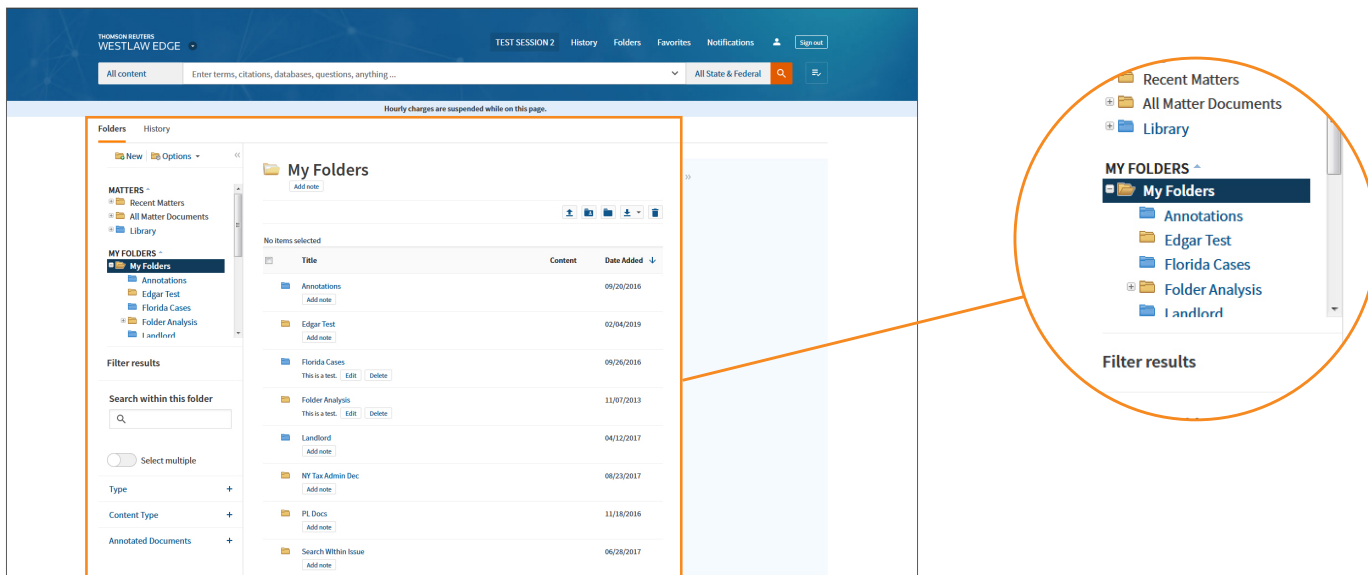 THOMSON REUTERS
WESTLAW EDGE
TEST SESSION 2 History Folders Favorites Notifications Sign out
All content Enter terms, citations, databases, questions, anything ... All State & Federal
Hourly charges are suspended while on this page.
Folders History
New Options
MATTERS
Recent Matters
All Matter Documents
Library
MY FOLDERS
My Folders
Annotations
Edgar Test
Florida Cases
Folder Analysis
Landlord
Filter results
Search within this folder
Select multiple
Type +
Content Type +
Annotated Documents +
My Folders
Add note
No items selected
Title Content Date Added
Annotations 09/20/2016
Add note
Edgar Test 02/04/2019
Add note
Florida Cases 09/26/2016
This is a test. Edit Delete
Folder Analysis 11/07/2013
This is a test. Edit Delete
Landlord 04/12/2017
Add note
NY Tax Admin Dec 08/23/2017
Add note
PL Docs 11/18/2016
Add note
Search Within Issue 06/28/2017
Add note
Recent Matters
All Matter Documents
Library
MY FOLDERS
My Folders
Annotations
Edgar Test
Florida Cases
Folder Analysis
Landlord
Filter results